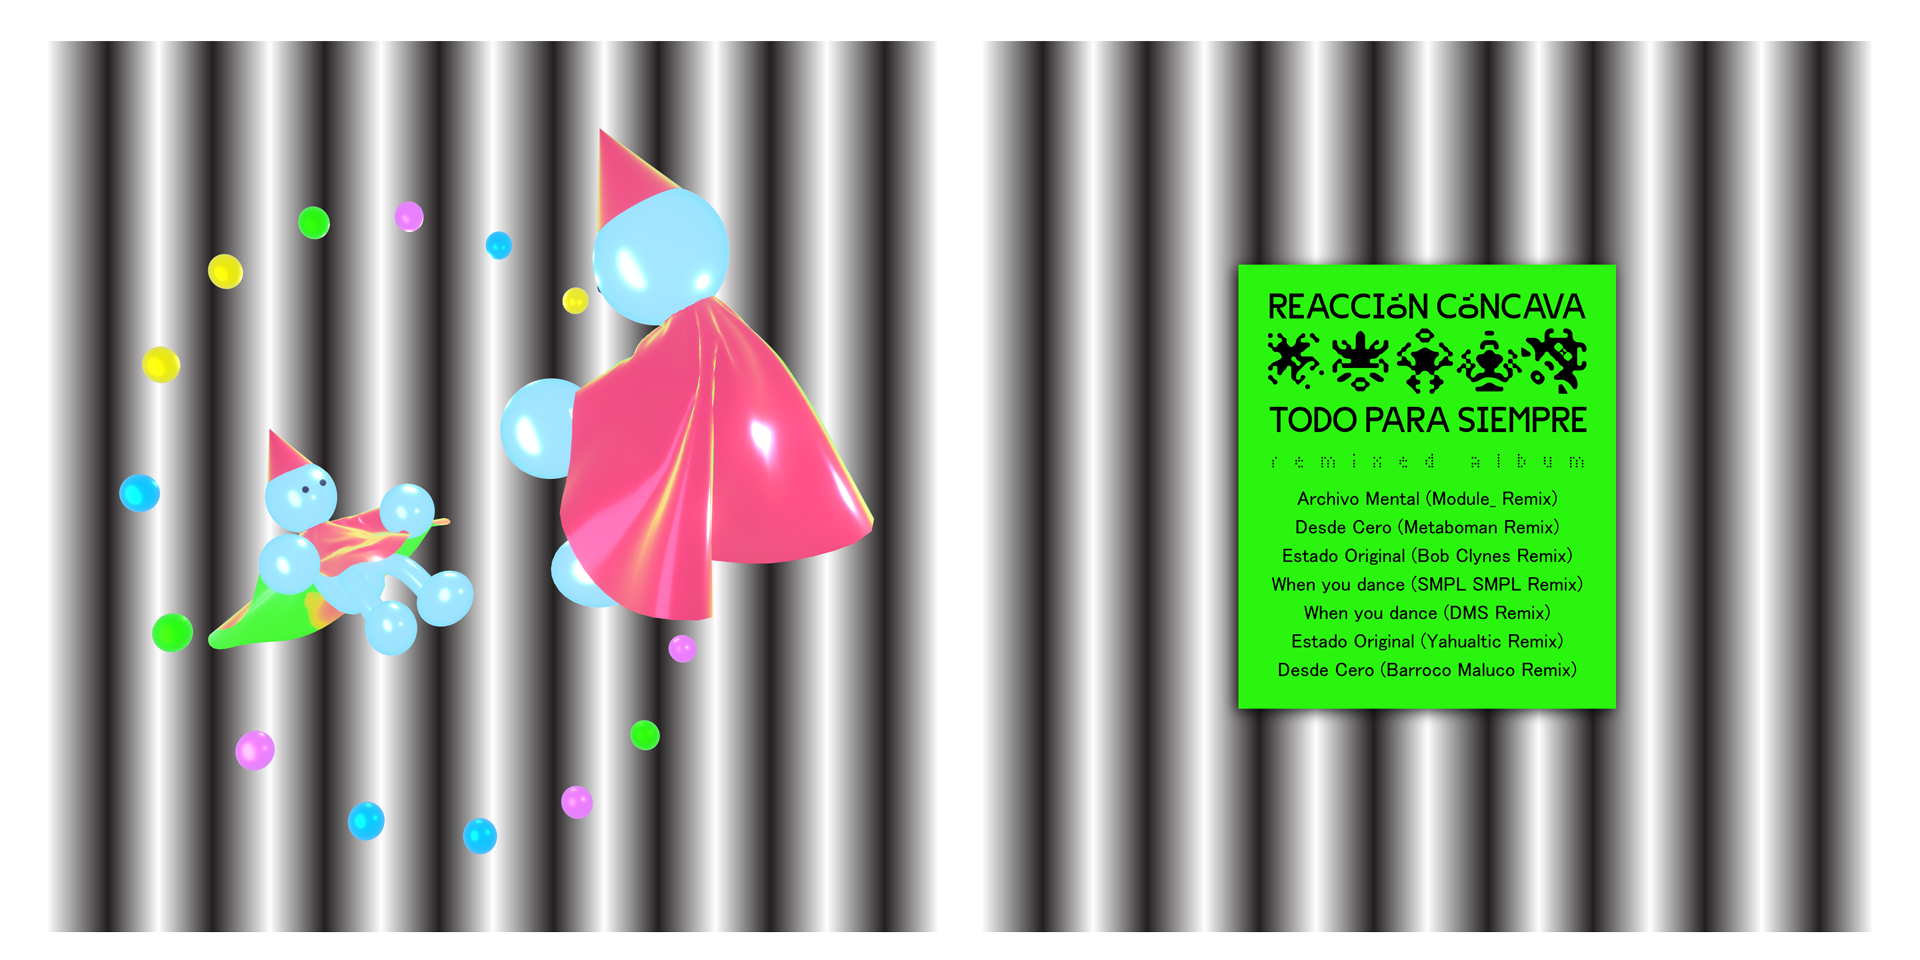 REACCIóN CóNCAVA
TODO PARA SIEMPRE
remixed album
Archivo Mental (Module_ Remix)
Desde Cero (Metaboman Remix)
Estado Original (Bob Clynes Remix)
When you dance (SMPL SMPL Remix)
When you dance (DMS Remix)
Estado Original (Yahualtic Remix)
Desde Cero (Barroco Maluco Remix)